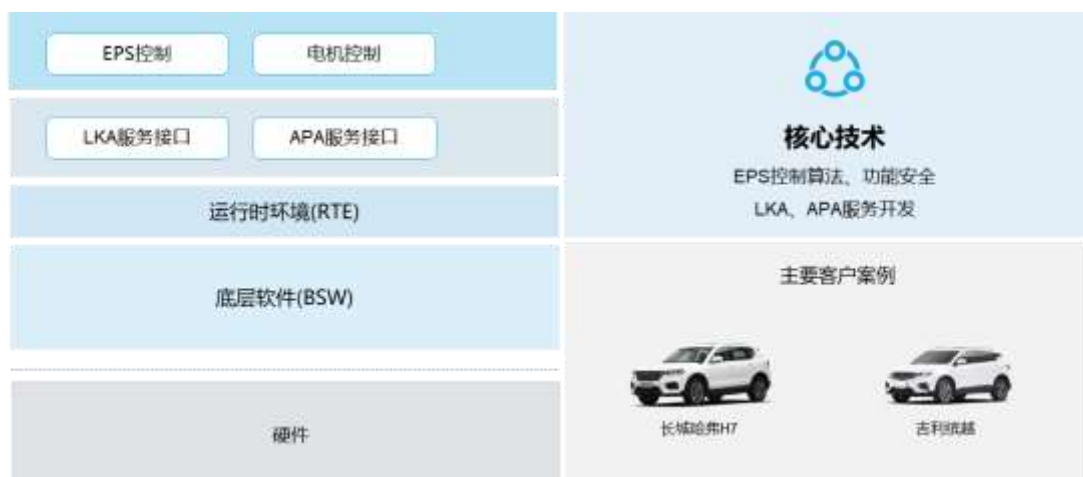 EPS控制
电机控制
LKA服务接口
APA服务接口
运行时环境(RTE)
底层软件(BSW)
硬件
核心技术
EPS控制算法、功能安全
LKA、APA服务开发
主要客户案例
长城哈弗H7
吉利缤越